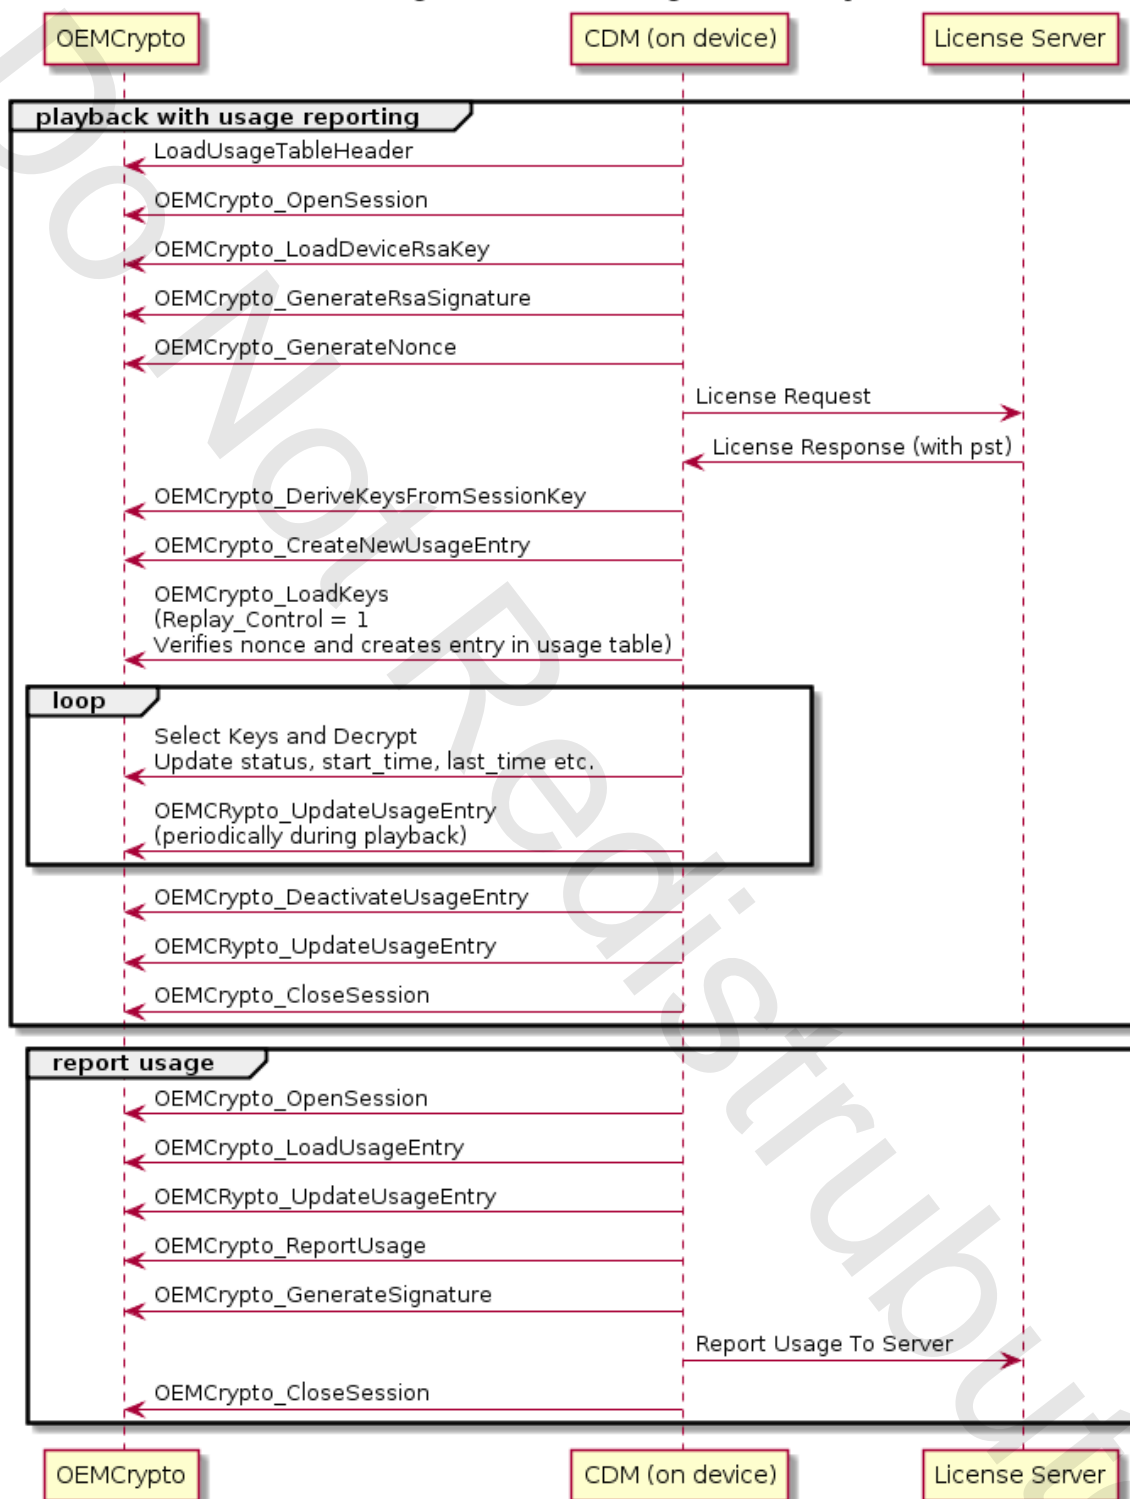 OEMCrypto
CDM (on device)
License Server
playback with usage reporting
LoadUsageTableHeader
OEMCrypto_OpenSession
OEMCrypto_LoadDeviceRsaKey
OEMCrypto_GenerateRsaSignature
OEMCrypto_GenerateNonce
License Request
License Response (with pst)
OEMCrypto_DeriveKeysFromSessionKey
OEMCrypto_CreateNewUsageEntry
OEMCrypto_LoadKeys
(Replay_Control = 1
Verifies nonce and creates entry in usage table)
loop
Select Keys and Decrypt
Update status, start_time, last_time etc.
OEMCRypto_UpdateUsageEntry
(periodically during playback)
OEMCrypto_DeactivateUsageEntry
OEMCRypto_UpdateUsageEntry
OEMCrypto_CloseSession
report usage
OEMCrypto_OpenSession
OEMCrypto_LoadUsageEntry
OEMCRypto_UpdateUsageEntry
OEMCrypto_ReportUsage
OEMCrypto_GenerateSignature
Report Usage To Server
OEMCrypto_CloseSession
OEMCrypto
CDM (on device)
License Server
Do Not Redistribut